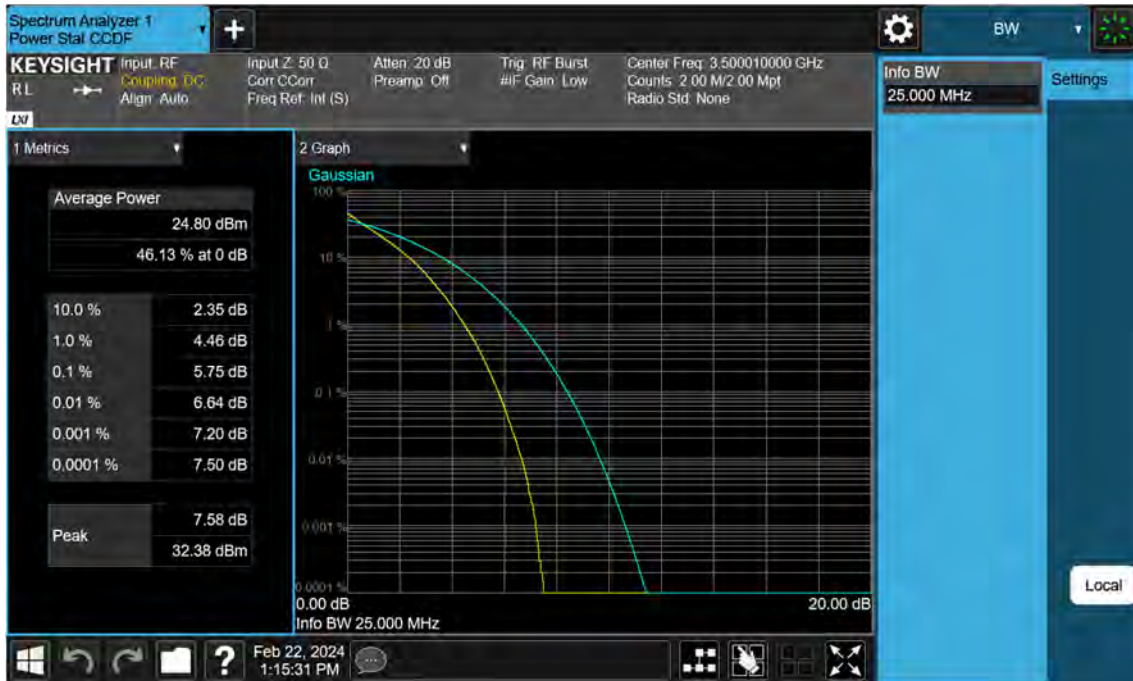 Spectrum Analyzer 1
Power Stat CCDF
BW
KEYSIGHT
RL
LXI
Input: RF
Coupling: DC
Align: Auto
Input Z: 50 Ω
Corr CCorr
Freq Ref: Int (S)
Atten: 20 dB
Preamp: Off
Trig: RF Burst
#IF Gain: Low
Center Freq: 3.500010000 GHz
Counts: 2.00 M/2.00 Mpt
Radio Std: None
Info BW
25.000 MHz
Settings
1 Metrics
Average Power
24.80 dBm
46.13 % at 0 dB
10.0 % 2.35 dB
1.0 % 4.46 dB
0.1 % 5.75 dB
0.01 % 6.64 dB
0.001 % 7.20 dB
0.0001 % 7.50 dB
Peak
7.58 dB
32.38 dBm
2 Graph
Gaussian
100 %
10 %
1 %
0.1 %
0.01 %
0.001 %
0.0001 %
0.00 dB 20.00 dB
Info BW 25.000 MHz
Local
?
Feb 22, 2024
1:15:31 PM